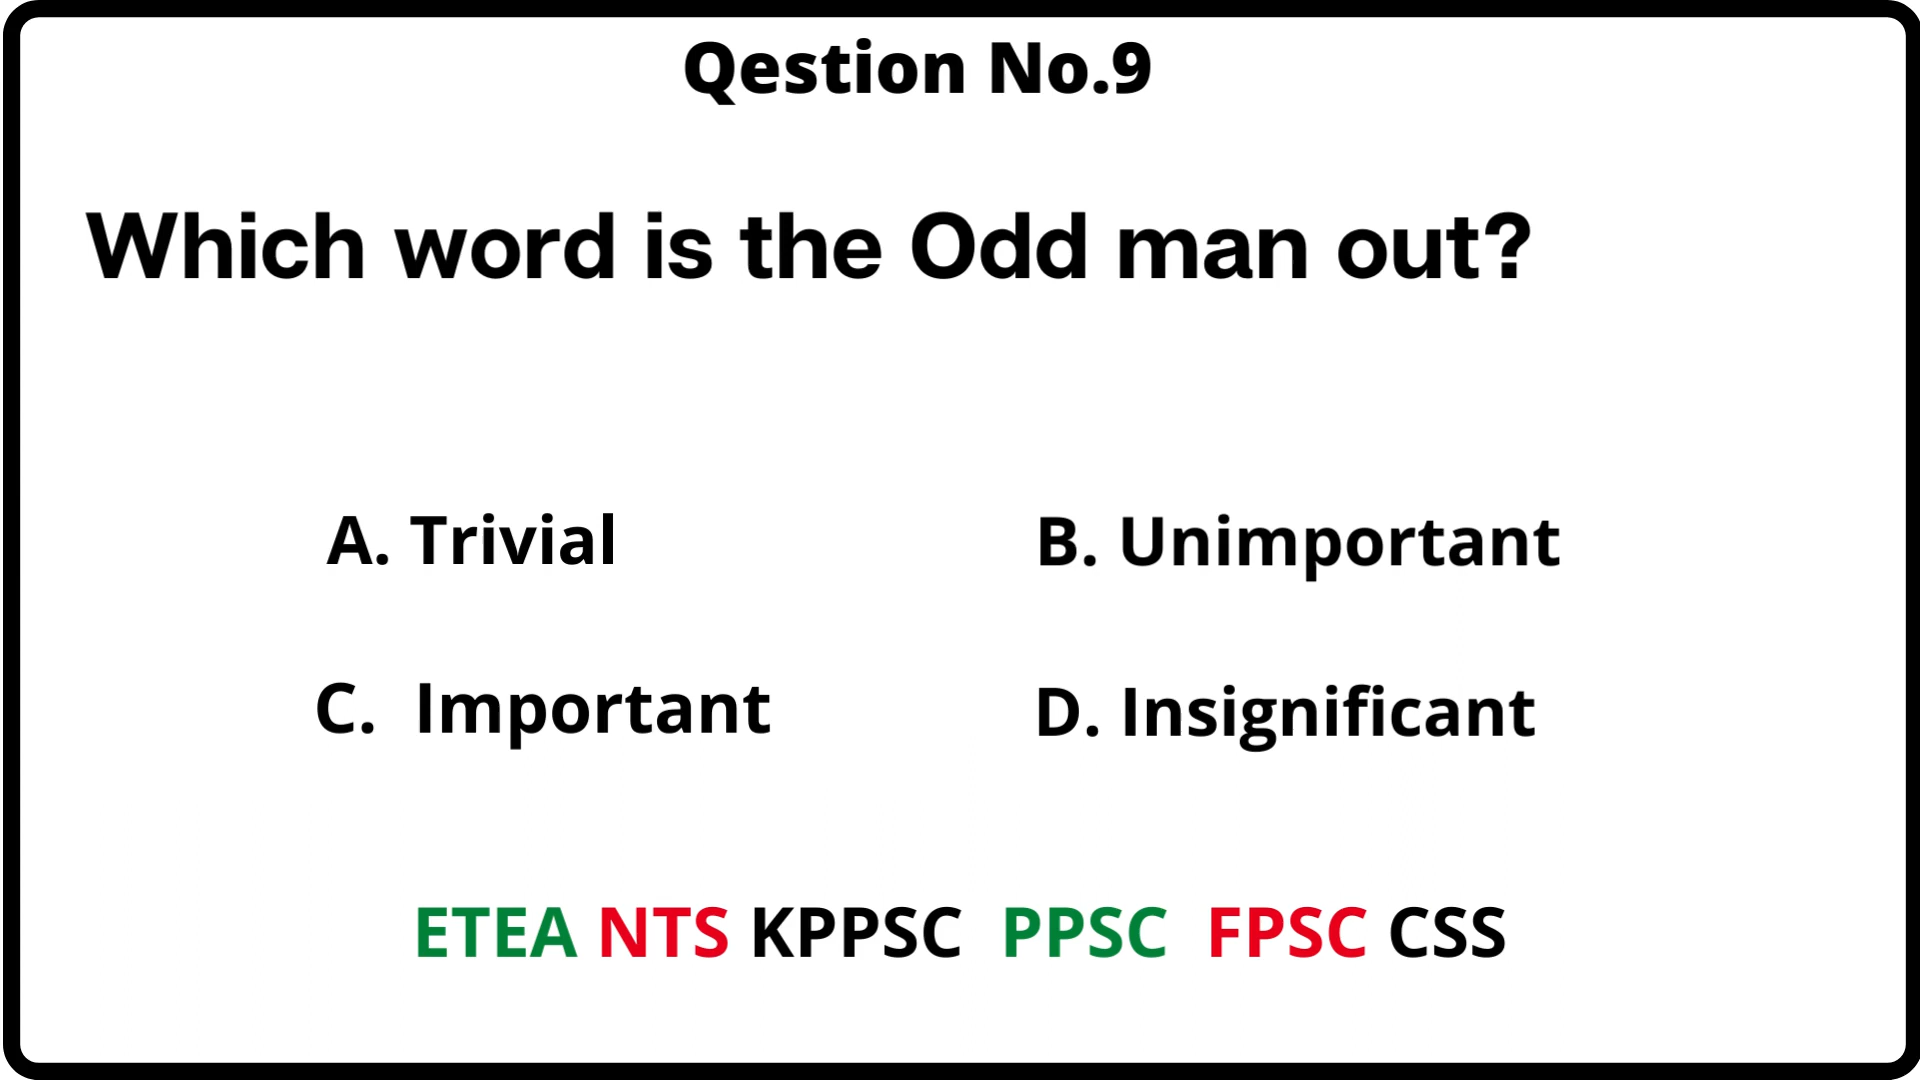 Qestion No.9
Which word is the Odd man out?
A. Trivial
B. Unimportant
C. Important
D. Insignificant
ETEA NTS KPPSC PPSC FPSC CSS